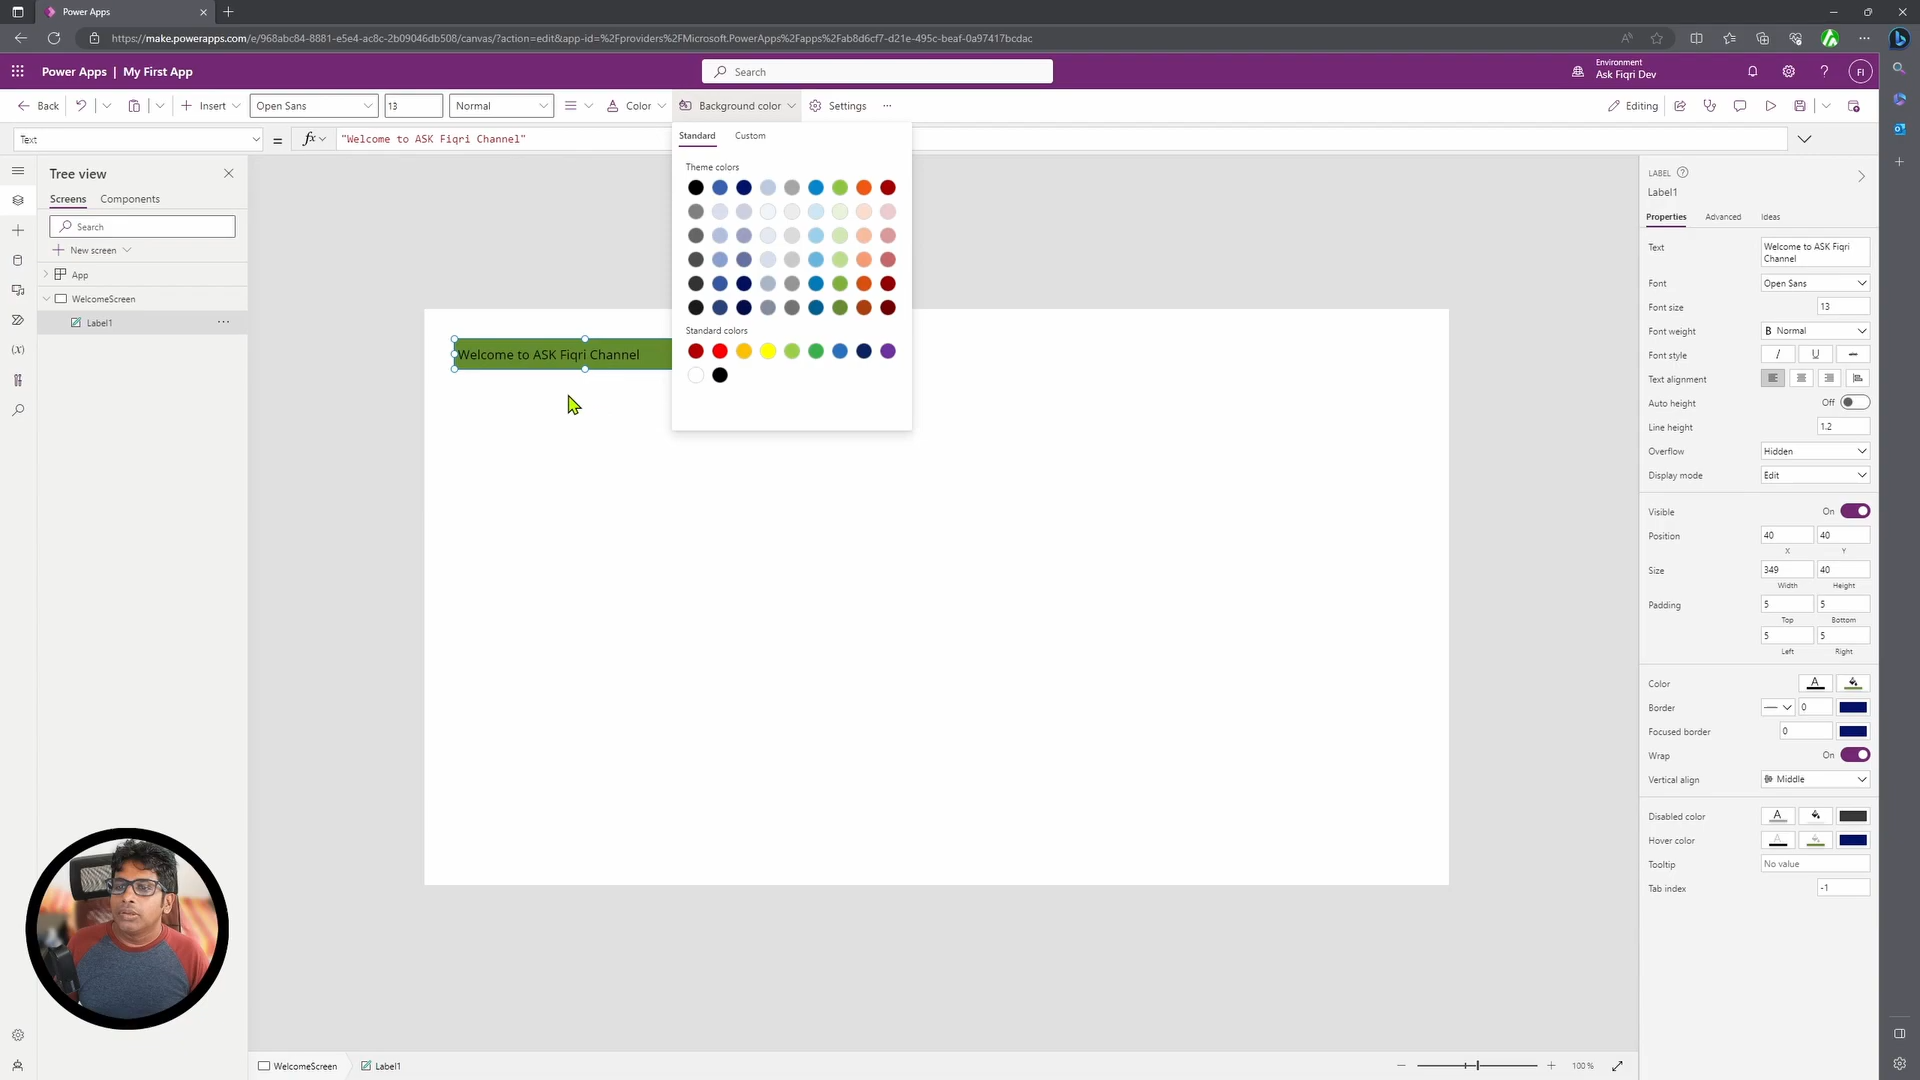 Power Apps
https://make.powerapps.com/e/968abc84-8881-e5e4-ac8c-2b09046db508/canvas/?action=edit&app-id=%2Fproviders%2FMicrosoft.PowerApps%2Fapps%2Fab8d6cf7-d21e-495c-beaf-0a97417bcdac
Power Apps | My First App
Search
Environment
Ask Fiqri Dev
FI
Back
Insert
Open Sans
13
Normal
Color
Background color
Settings
Editing
Text
= fx "Welcome to ASK Fiqri Channel"
Standard
Custom
Theme colors
Standard colors
Tree view
Screens
Components
Search
New screen
App
WelcomeScreen
Label1
Welcome to ASK Fiqri Channel
LABEL
Label1
Properties
Advanced
Ideas
Text
Welcome to ASK Fiqri
Channel
Font
Open Sans
Font size
13
Font weight
B Normal
Font style
/ U
Text alignment
Auto height
Off
Line height
1.2
Overflow
Hidden
Display mode
Edit
Visible
On
Position
40
40
X
Y
Size
349
40
Width
Height
Padding
5
5
Top
Bottom
5
5
Left
Right
Color
A
Border
0
Focused border
0
Wrap
On
Vertical align
Middle
Disabled color
A
Hover color
A
Tooltip
No value
Tab index
-1
WelcomeScreen
Label1
100 %